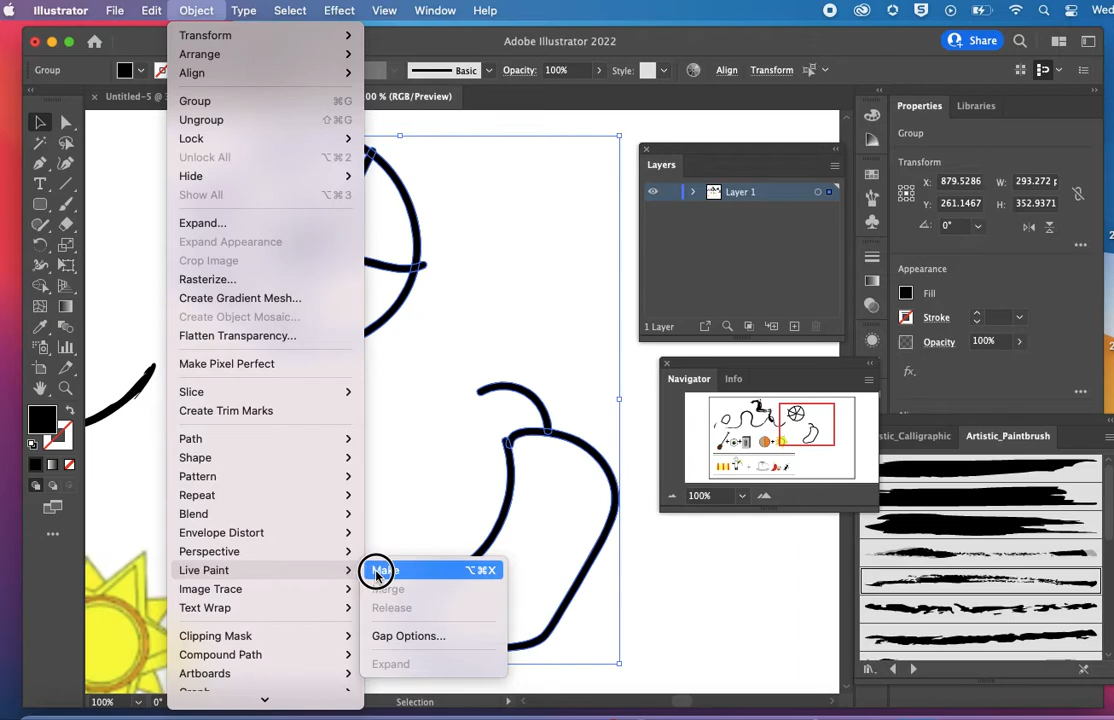 Illustrator File Edit Object Type Select Effect View Window Help Wed
Adobe Illustrator 2022 Share
Group Basic Opacity: 100% Style: Align Transform
× Untitled-5 @ 00 % (RGB/Preview)
Transform
Arrange
Align
Group ⌘G
Ungroup ⇧⌘G
Lock
Unlock All ⌥⌘2
Hide
Show All ⌥⌘3
Expand...
Expand Appearance
Crop Image
Rasterize...
Create Gradient Mesh...
Create Object Mosaic...
Flatten Transparency...
Make Pixel Perfect
Slice
Create Trim Marks
Path
Shape
Pattern
Repeat
Blend
Envelope Distort
Perspective
Live Paint
Image Trace
Text Wrap
Clipping Mask
Compound Path
Artboards
Make ⌥⌘X
Merge
Release
Gap Options...
Expand
Layers
Layer 1
1 Layer
Navigator Info
100%
Properties Libraries
Group
Transform
X: 879.5286 W: 293.272 p
Y: 261.1467 H: 352.9371
0°
Appearance
Fill
Stroke
Opacity 100%
fx.
stic_Calligraphic Artistic_Paintbrush
100% 0° Selection